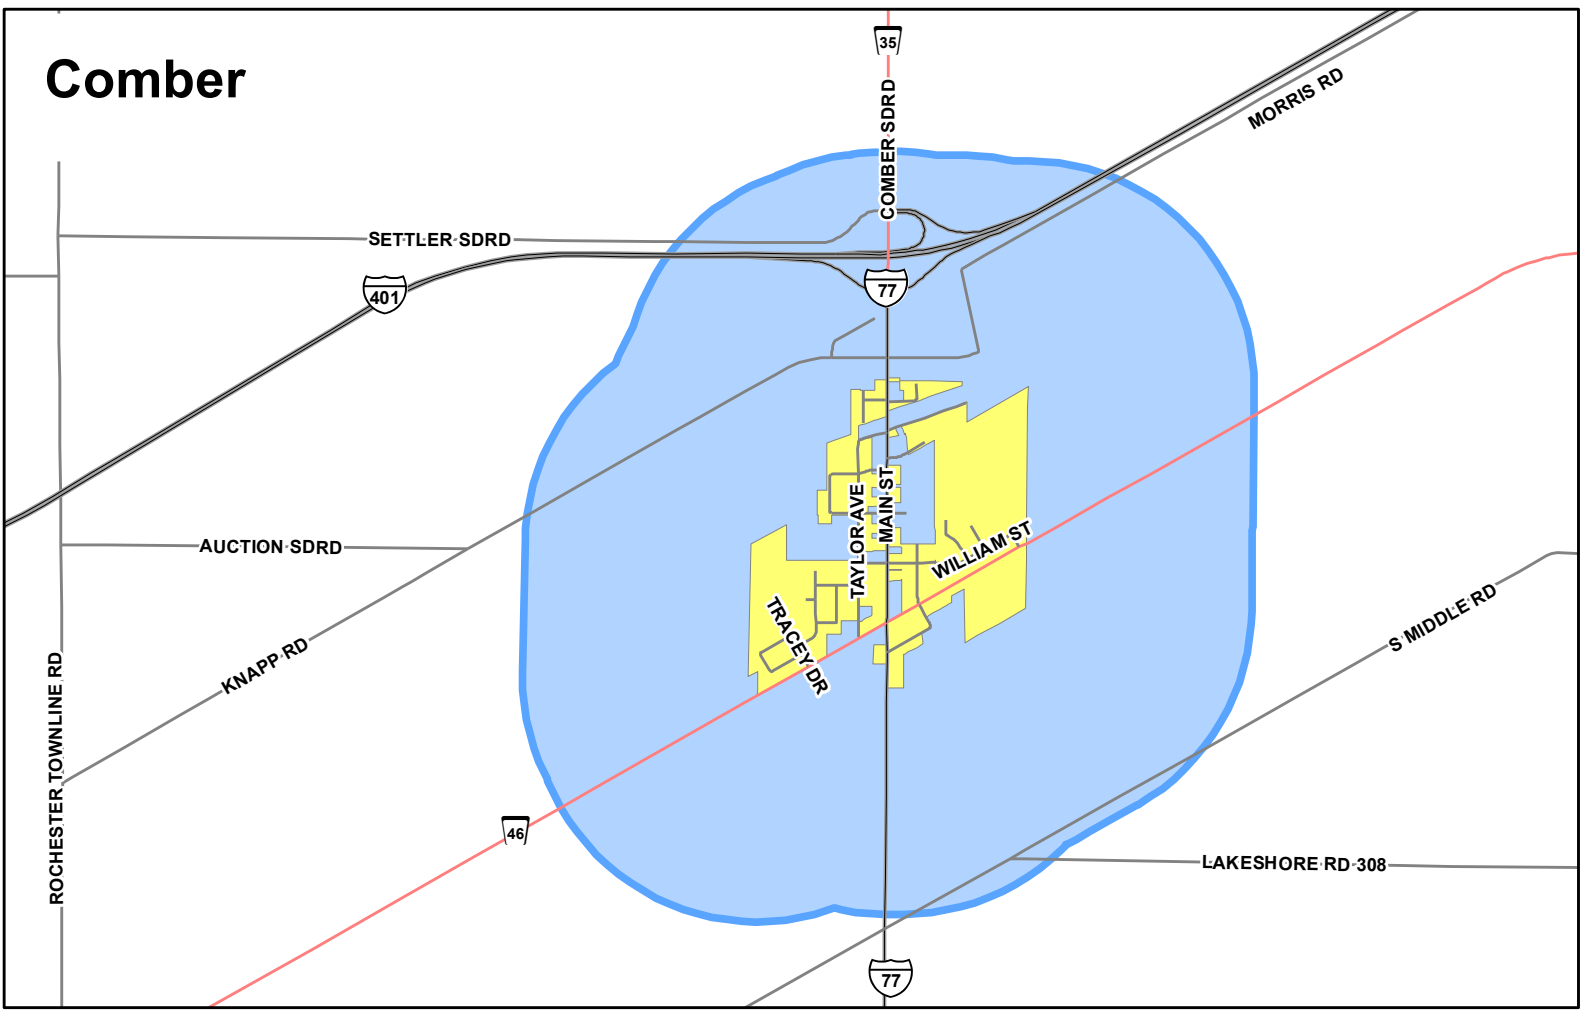 Comber
35
COMBER SDRD
MORRIS RD
SETTLER SDRD
401
77
TAYLOR AVE
MAIN ST
WILLIAM ST
AUCTION SDRD
TRACEY DR
KNAPP RD
S MIDDLE RD
ROCHESTER TOWNLINE RD
46
LAKESHORE RD 308
77